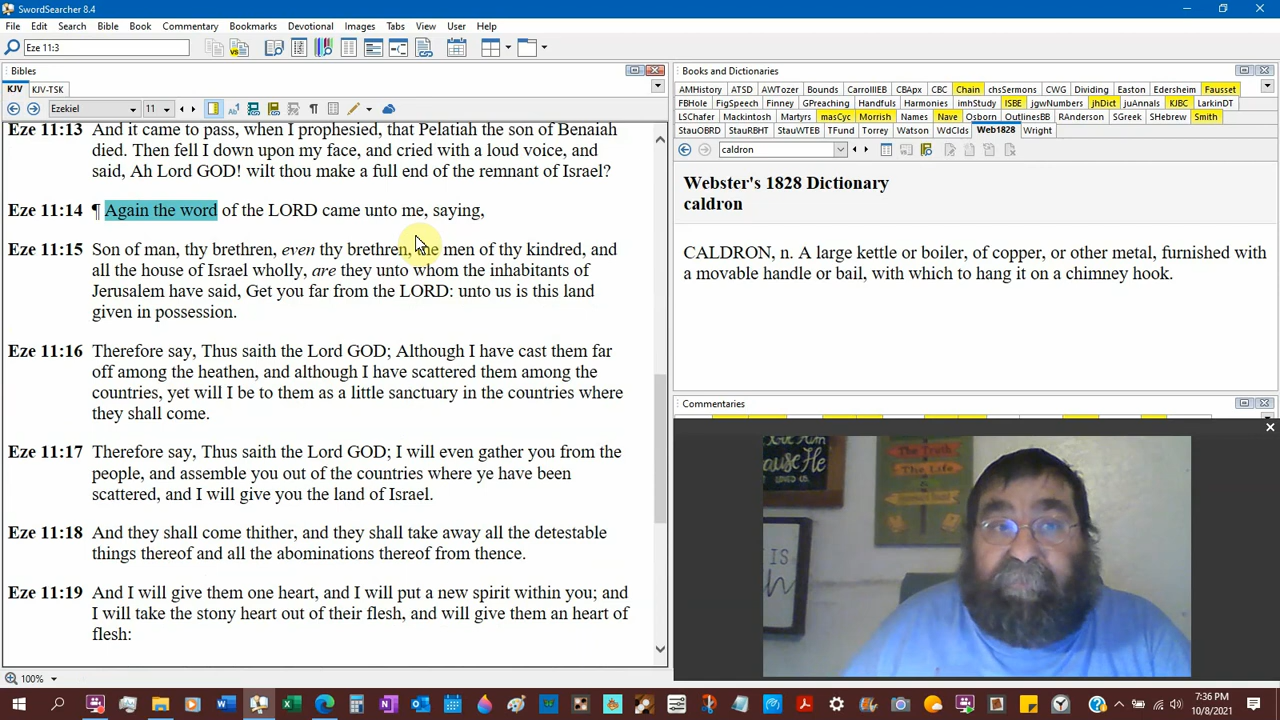 SwordSearcher 8.4
File Edit Search Bible Book Commentary Bookmarks Devotional Images Tabs View User Help
Eze 11:3
Bibles
KJV KJV-TSK
Ezekiel 11
Eze 11:13 And it came to pass, when I prophesied, that Pelatiah the son of Benaiah
died. Then fell I down upon my face, and cried with a loud voice, and
said, Ah Lord GOD! wilt thou make a full end of the remnant of Israel?
Eze 11:14 ¶ Again the word of the LORD came unto me, saying,
Eze 11:15 Son of man, thy brethren, even thy brethren, the men of thy kindred, and
all the house of Israel wholly, are they unto whom the inhabitants of
Jerusalem have said, Get you far from the LORD: unto us is this land
given in possession.
Eze 11:16 Therefore say, Thus saith the Lord GOD; Although I have cast them far
off among the heathen, and although I have scattered them among the
countries, yet will I be to them as a little sanctuary in the countries where
they shall come.
Eze 11:17 Therefore say, Thus saith the Lord GOD; I will even gather you from the
people, and assemble you out of the countries where ye have been
scattered, and I will give you the land of Israel.
Eze 11:18 And they shall come thither, and they shall take away all the detestable
things thereof and all the abominations thereof from thence.
Eze 11:19 And I will give them one heart, and I will put a new spirit within you; and
I will take the stony heart out of their flesh, and will give them an heart of
flesh:
100%
Books and Dictionaries
AMHistory ATSD AWTozer Bounds CarrollEIB CBApx CBC Chain chsSermons CWG Dividing Easton Edersheim Fausset
FBHole FigSpeech Finney GPreaching Handfuls Harmonies imhStudy ISBE jgwNumbers jhDict juAnnals KJBC LarkinDT
LSChafer Mackintosh Martyrs masCyc Morrish Names Nave Osborn OutlinesBB RAnderson SGreek SHebrew Smith
StauOBRD StauRBHT StauWTEB TFund Torrey Watson WdClds Web1828 Wright
caldron
Webster's 1828 Dictionary
caldron
CALDRON, n. A large kettle or boiler, of copper, or other metal, furnished
with a movable handle or bail, with which to hang it on a chimney hook.
Commentaries
ause He
The Truth
The Life
IS
7:36 PM
10/8/2021